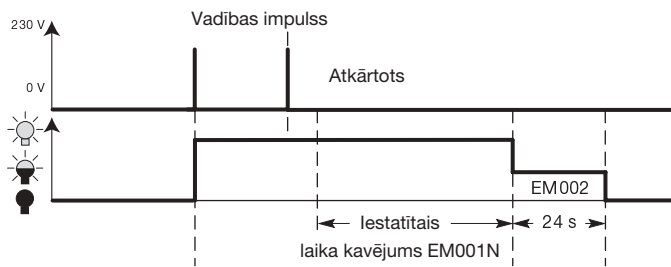 230 V
Vadības impulss
0 V
Atkārtots
EM002
Iestatītais
24 s
laika kavējums EM001N